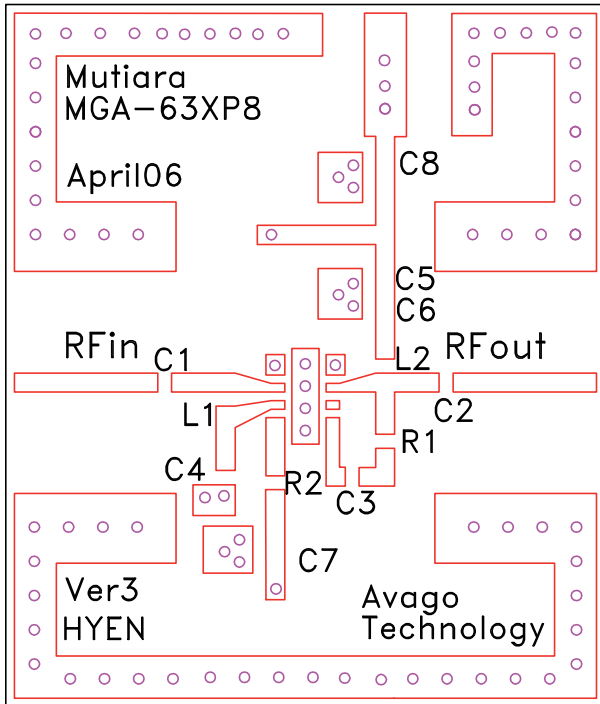 Mutiara
MGA-63XP8
April06
C8
C5
C6
RFin
RFout
C1
L2
L1
C2
R1
C4
R2
C3
C7
Ver3
HYEN
Avago
Technology